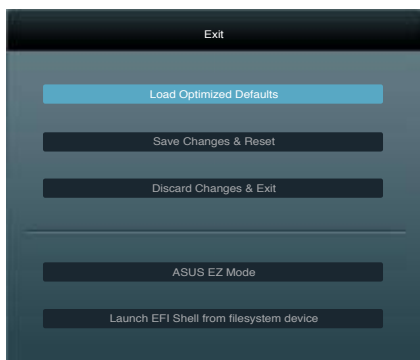 Exit
Load Optimized Defaults
Save Changes & Reset
Discard Changes & Exit
ASUS EZ Mode
Launch EFI Shell from filesystem device